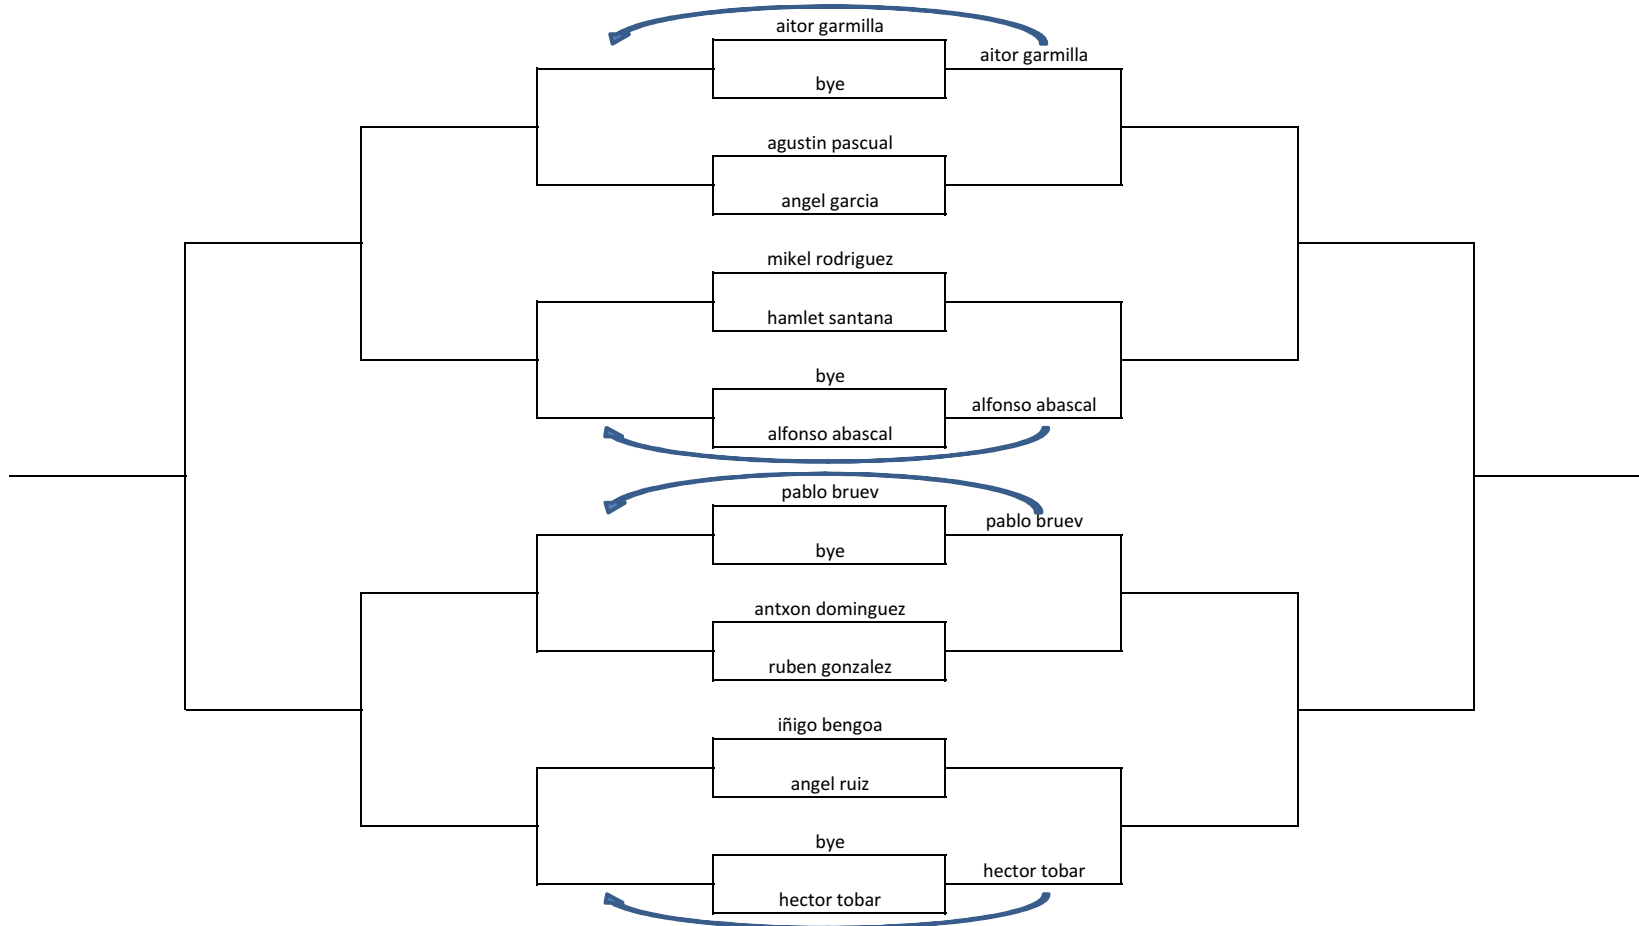 aitor garmilla
aitor garmilla
bye
agustin pascual
angel garcia
mikel rodriguez
hamlet santana
bye
alfonso abascal
alfonso abascal
pablo bruev
pablo bruev
bye
antxon dominguez
ruben gonzalez
iñigo bengoa
angel ruiz
bye
hector tobar
hector tobar